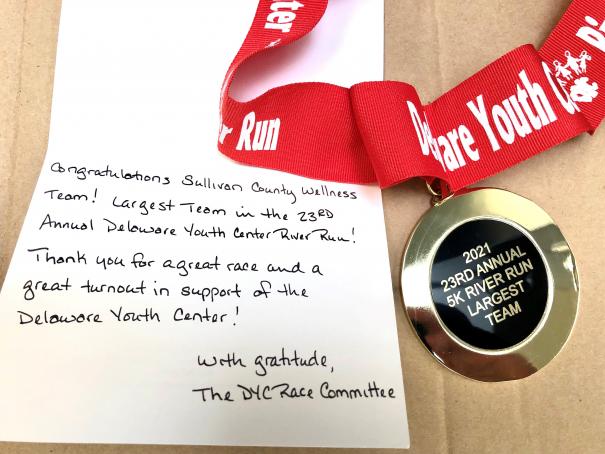 Congratulations Sullivan County Wellness
Team! Largest Team in the 23RD
Annual Delaware Youth Center River Run!
Thank you for a great race and a
great turnout in support of the
Delaware Youth Center!
with gratitude,
The DYC Race Committee
Run
Youth
2021
23RD ANNUAL
5K RIVER RUN
LARGEST
TEAM